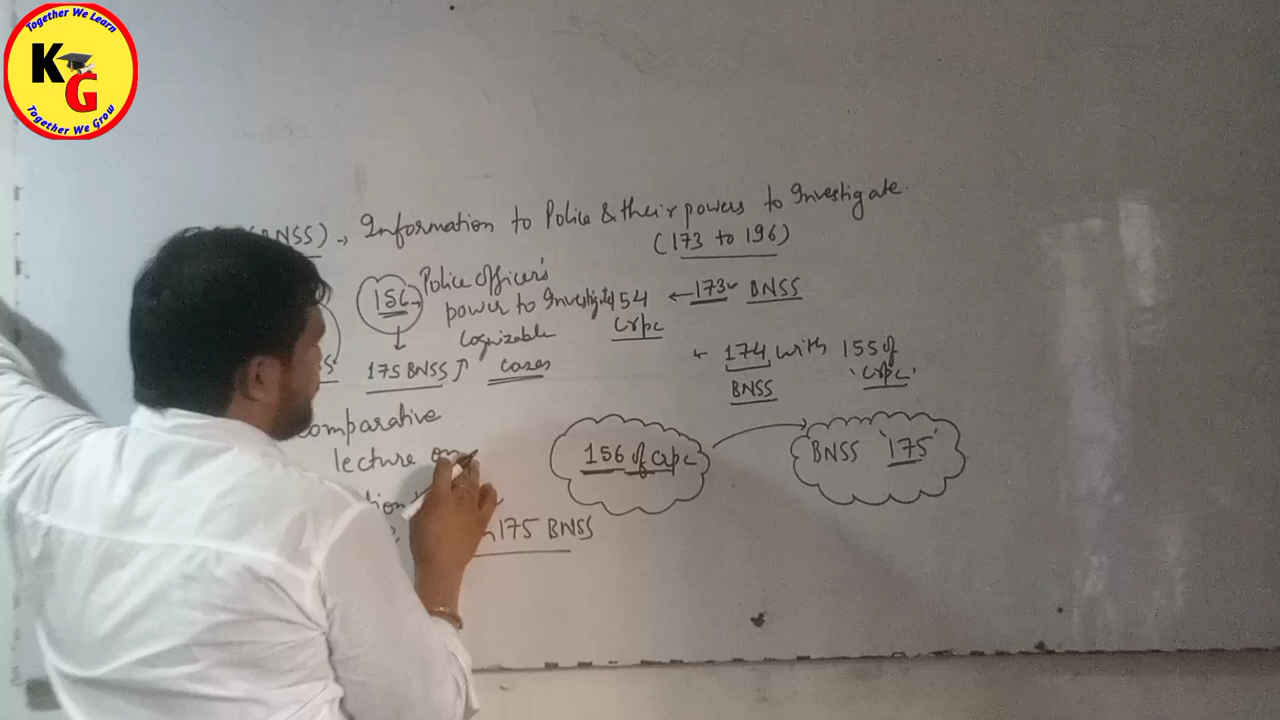 Together We Learn
KG
Together We Grow
NSS) → Information to Police & their powers to Investigate.
(173 to 196)
156 → Police officer's
power to Investigate
Cognizable
Cases
175 BNSS
154 ← 173 BNSS
Crpc
174 with 155 of
BNSS 'Crpc'
Comparative
lecture on
175 BNSS
156 of Crpc
BNSS '175'